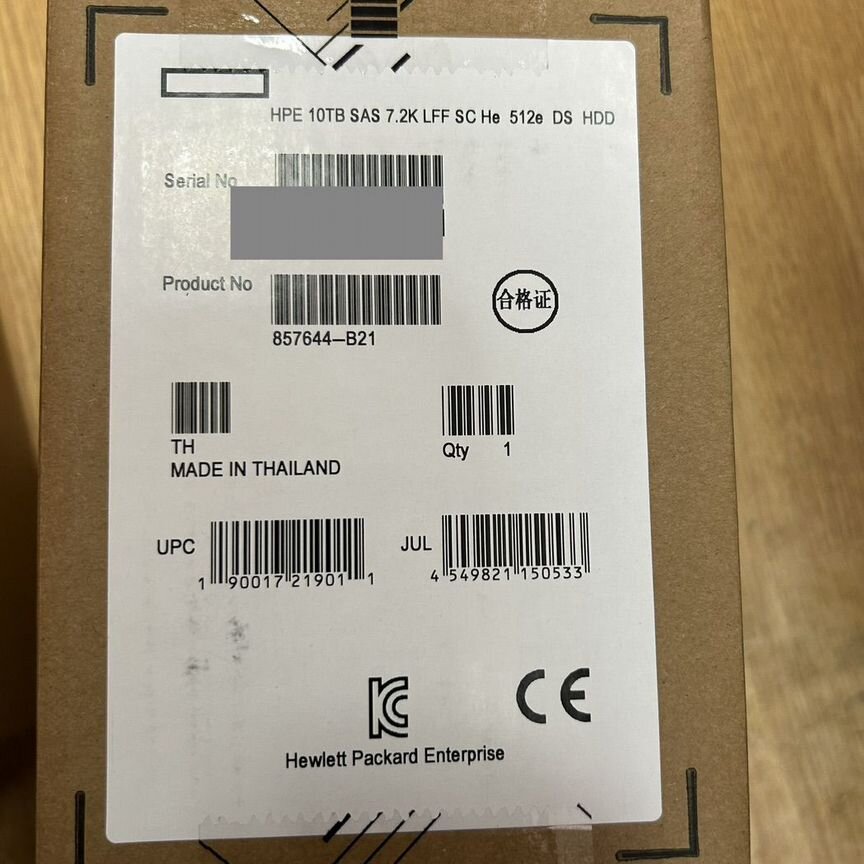 HPE 10TB SAS 7.2K LFF SC He 512e DS HDD
Serial No
Product No
857644-B21
合格证
TH
MADE IN THAILAND
Qty 1
UPC
1 90017 21901 1
JUL
4 549821 150533
Hewlett Packard Enterprise